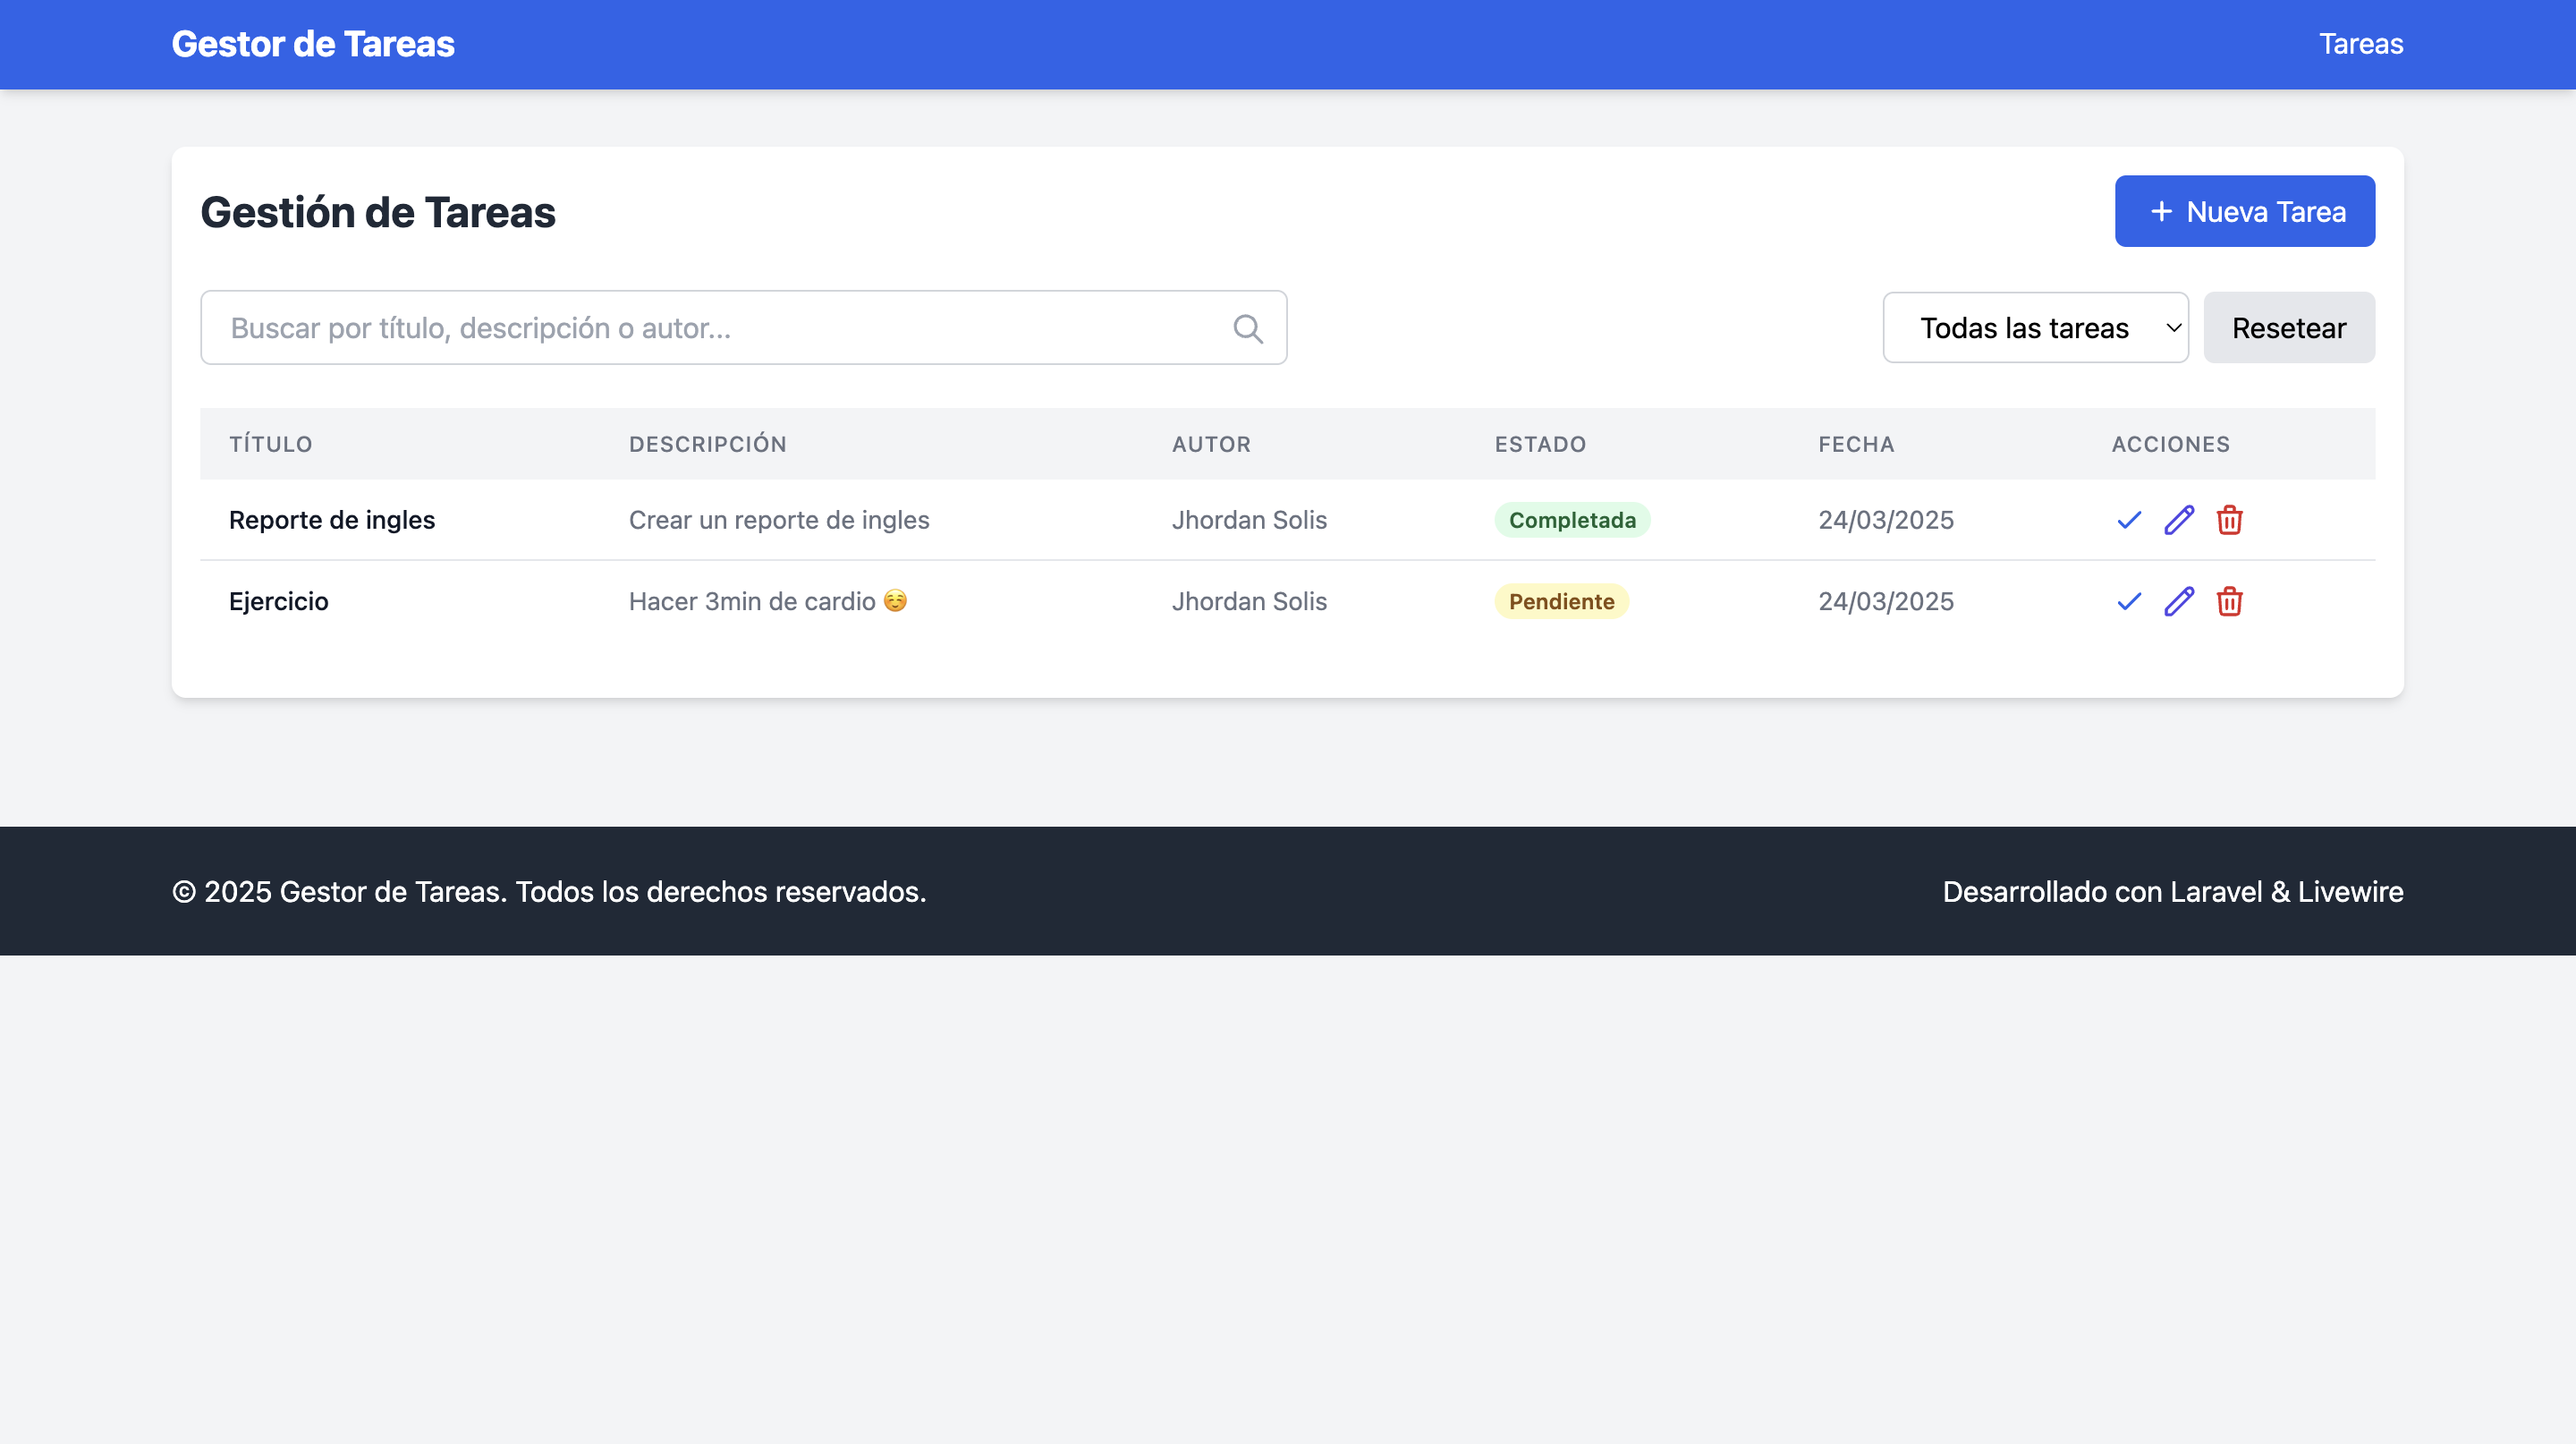 Gestor de Tareas
Tareas
Gestión de Tareas
+ Nueva Tarea
Buscar por título, descripción o autor...
Todas las tareas
Resetear
TÍTULO DESCRIPCIÓN AUTOR ESTADO FECHA ACCIONES
Reporte de ingles Crear un reporte de ingles Jhordan Solis Completada 24/03/2025
Ejercicio Hacer 3min de cardio ☺️ Jhordan Solis Pendiente 24/03/2025
© 2025 Gestor de Tareas. Todos los derechos reservados.
Desarrollado con Laravel & Livewire